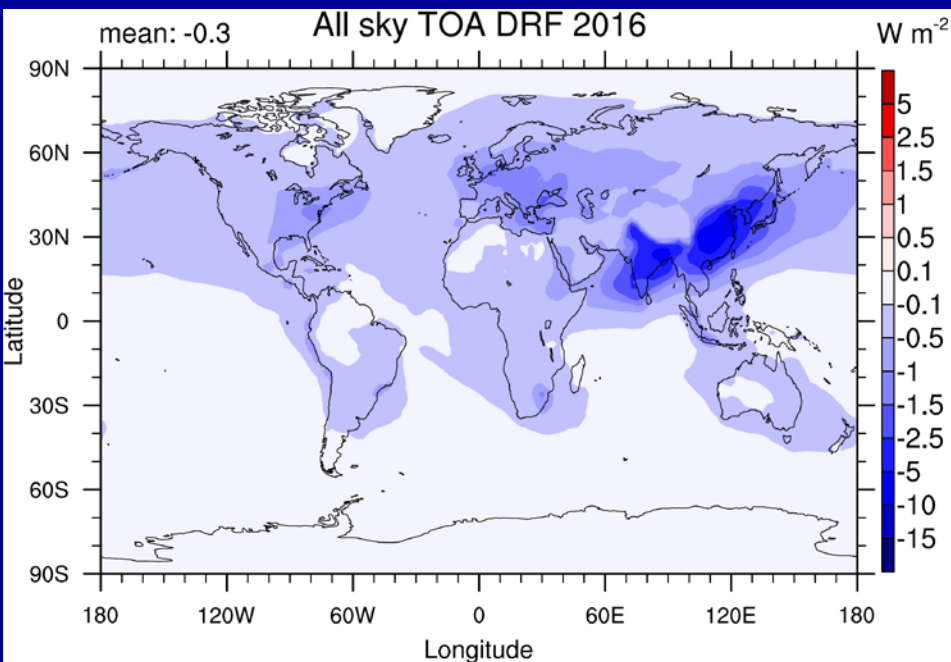 mean: -0.3
All sky TOA DRF 2016
W m-2
90N
60N
30N
0
30S
60S
90S
Latitude
180
120W
60W
0
60E
120E
180
Longitude
5
2.5
1.5
1
0.5
0.1
-0.1
-0.5
-1
-1.5
-2.5
-5
-10
-15